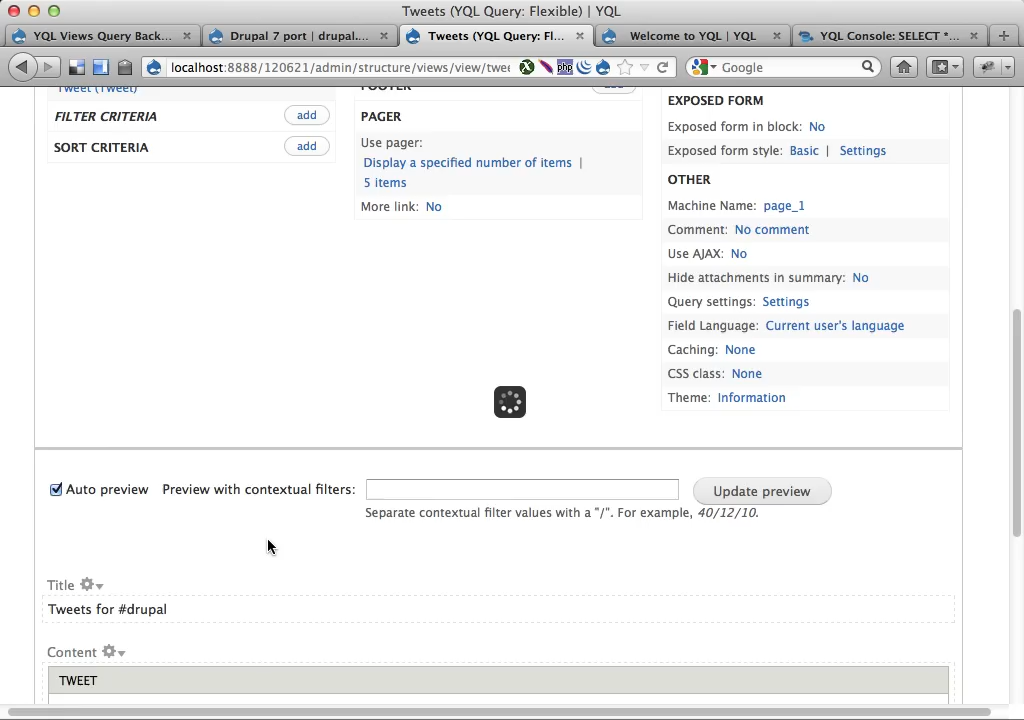 Tweets (YQL Query: Flexible) | YQL
YQL Views Query Back...
Drupal 7 port | drupal....
Tweets (YQL Query: Fl...
Welcome to YQL | YQL
YQL Console: SELECT *...
localhost:8888/120621/admin/structure/views/view/twee
php
Google
Tweet (Tweet)
FILTER CRITERIA add
SORT CRITERIA add
FOOTER add
PAGER
Use pager:
Display a specified number of items |
5 items
More link: No
EXPOSED FORM
Exposed form in block: No
Exposed form style: Basic | Settings
OTHER
Machine Name: page_1
Comment: No comment
Use AJAX: No
Hide attachments in summary: No
Query settings: Settings
Field Language: Current user's language
Caching: None
CSS class: None
Theme: Information
Auto preview Preview with contextual filters: Update preview
Separate contextual filter values with a "/". For example, 40/12/10.
Title
Tweets for #drupal
Content
TWEET